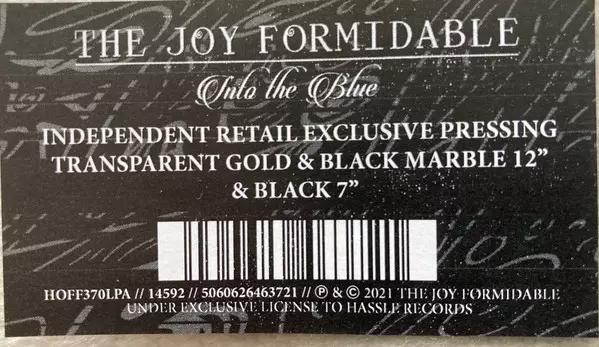 THE JOY FORMIDABLE
Into the Blue
INDEPENDENT RETAIL EXCLUSIVE PRESSING
TRANSPARENT GOLD & BLACK MARBLE 12”
& BLACK 7”
HOFF370LPA // 14592 // 5060626463721 // ℗ & © 2021 THE JOY FORMIDABLE
UNDER EXCLUSIVE LICENSE TO HASSLE RECORDS